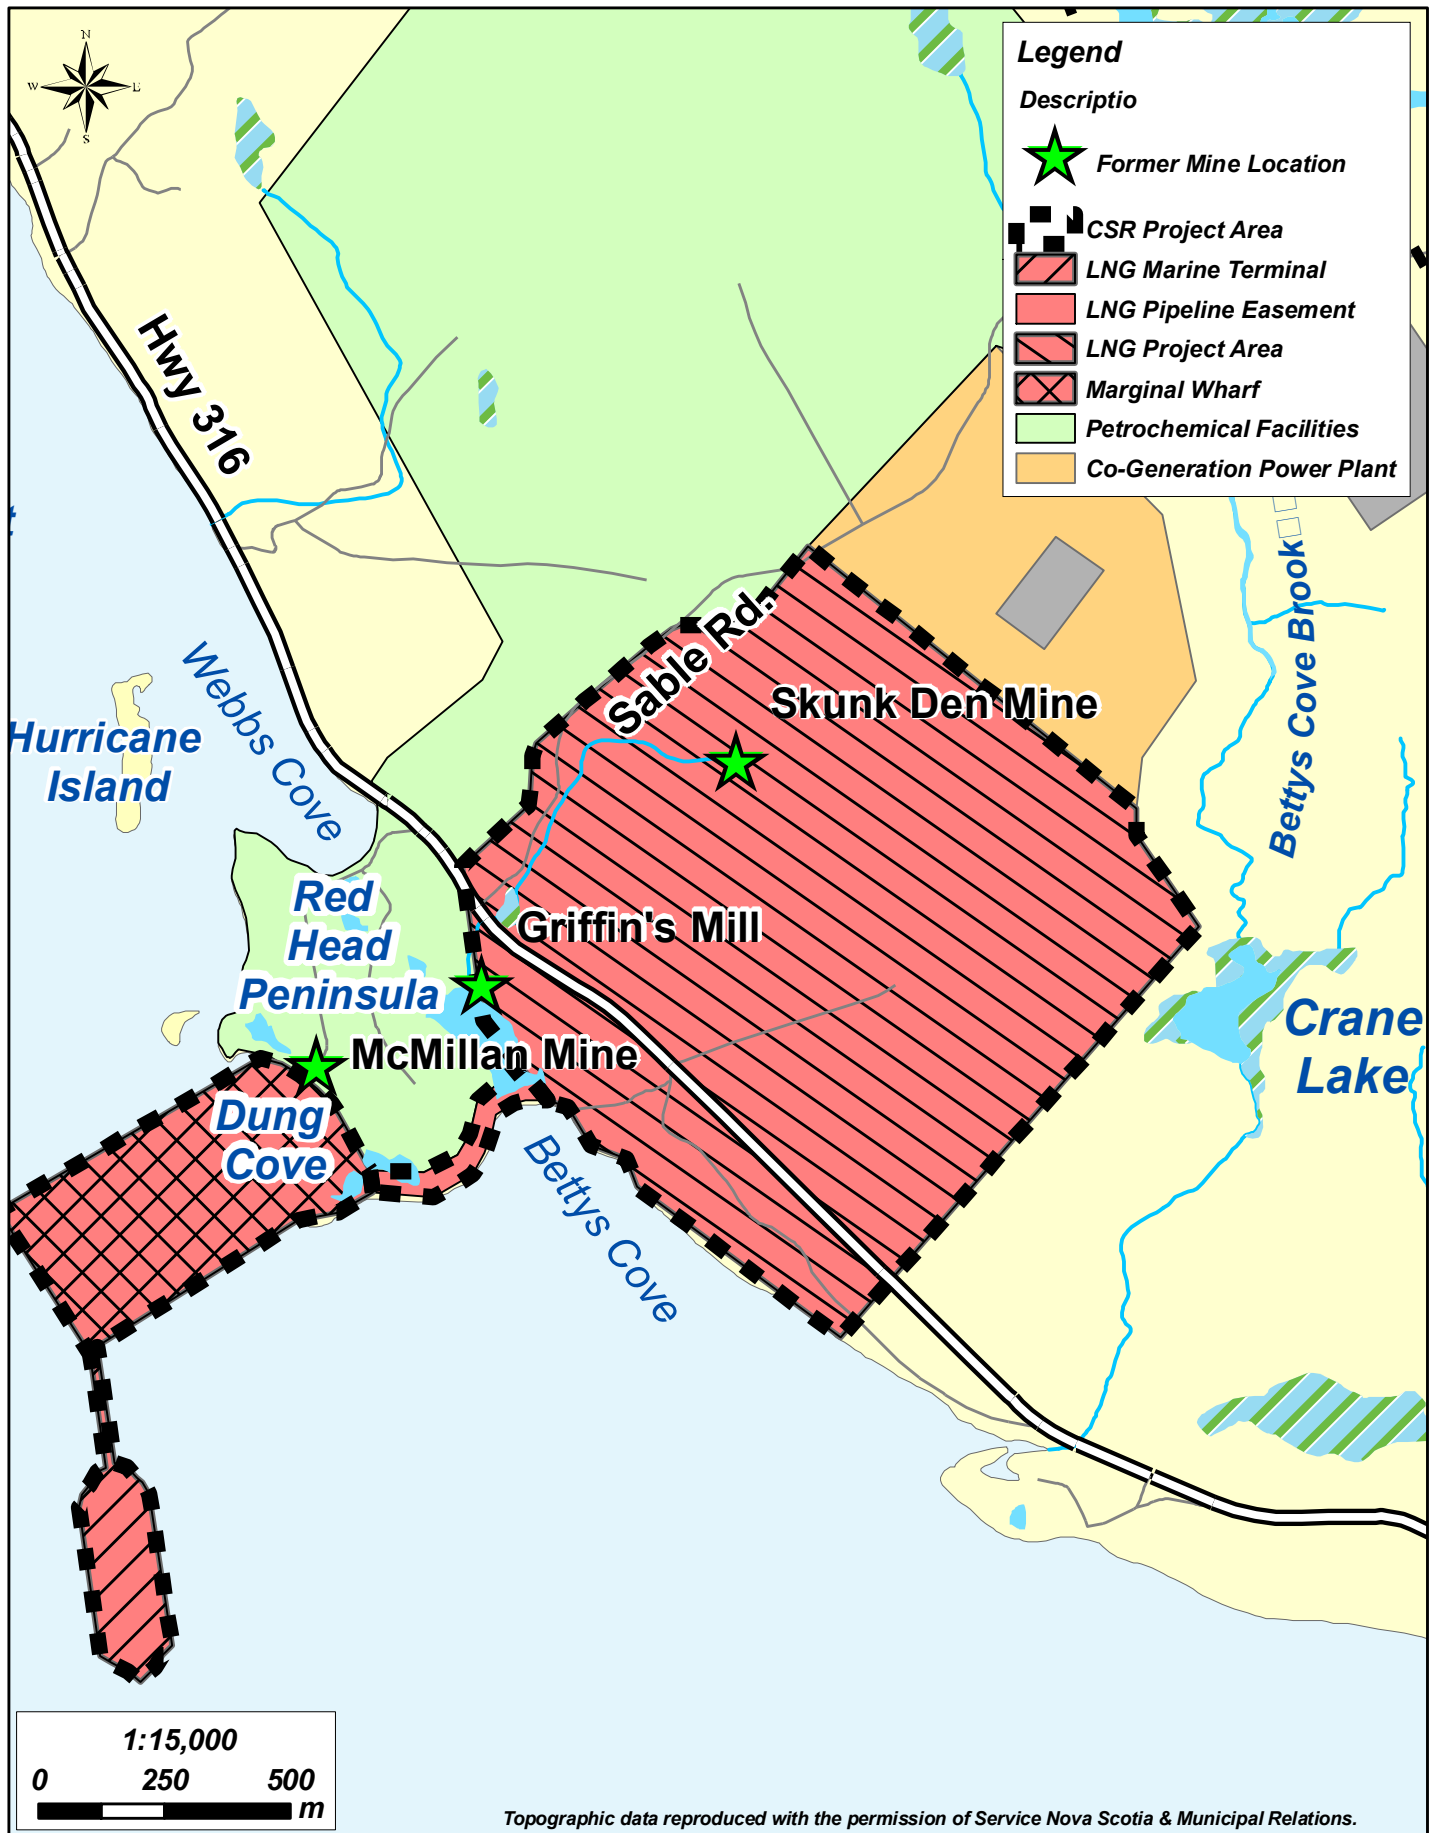 N
W E
S
Legend
Descriptio
Former Mine Location
CSR Project Area
LNG Marine Terminal
LNG Pipeline Easement
LNG Project Area
Marginal Wharf
Petrochemical Facilities
Co-Generation Power Plant
Hwy 316
t
Bettys Cove Brook
Sable Rd.
Skunk Den Mine
Webbs Cove
Hurricane
Island
Red
Head
Peninsula
Griffin's Mill
McMillan Mine
Crane
Lake
Dung
Cove
Bettys Cove
1:15,000
0 250 500
m
Topographic data reproduced with the permission of Service Nova Scotia & Municipal Relations.